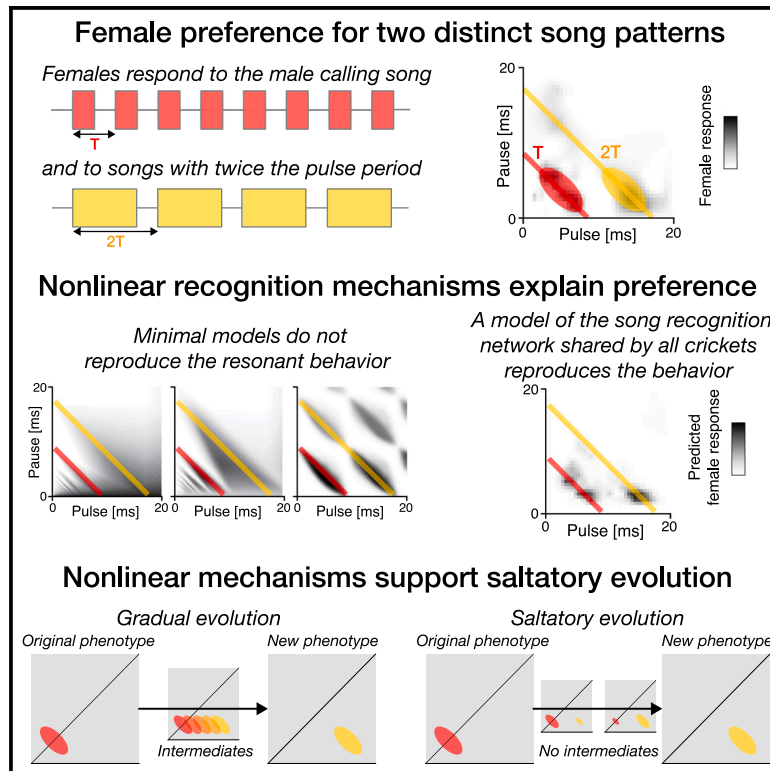 Female preference for two distinct song patterns
Females respond to the male calling song
T
and to songs with twice the pulse period
2T
20
Pause [ms]
0
T
2T
0
20
Pulse [ms]
Female response
Nonlinear recognition mechanisms explain preference
Minimal models do not
reproduce the resonant behavior
20
Pause [ms]
0
0
20
0
20
0
20
Pulse [ms]
Pulse [ms]
Pulse [ms]
A model of the song recognition
network shared by all crickets
reproduces the behavior
20
Pause [ms]
0
0
20
Pulse [ms]
Predicted
female response
Nonlinear mechanisms support saltatory evolution
Gradual evolution
Original phenotype
New phenotype
Intermediates
Saltatory evolution
Original phenotype
New phenotype
No intermediates